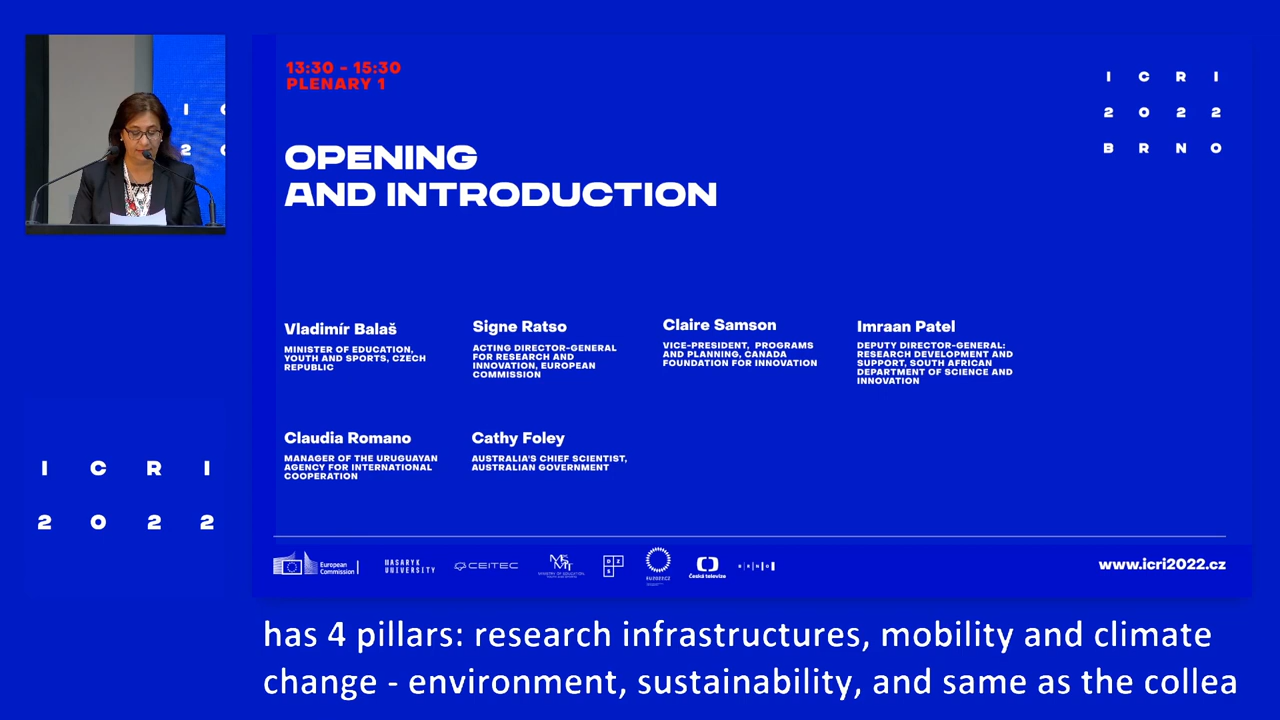 13:30 - 15:30
PLENARY 1
I C R I
2 0 2 2
B R N O
OPENING
AND INTRODUCTION
I C
2 0
Vladimír Balaš
MINISTER OF EDUCATION,
YOUTH AND SPORTS, CZECH
REPUBLIC
Signe Ratso
ACTING DIRECTOR-GENERAL
FOR RESEARCH AND
INNOVATION, EUROPEAN
COMMISSION
Claire Samson
VICE-PRESIDENT, PROGRAMS
AND PLANNING, CANADA
FOUNDATION FOR INNOVATION
Imraan Patel
DEPUTY DIRECTOR-GENERAL:
RESEARCH DEVELOPMENT AND
SUPPORT, SOUTH AFRICAN
DEPARTMENT OF SCIENCE AND
INNOVATION
Claudia Romano
MANAGER OF THE URUGUAYAN
AGENCY FOR INTERNATIONAL
COOPERATION
Cathy Foley
AUSTRALIA'S CHIEF SCIENTIST,
AUSTRALIAN GOVERNMENT
I C R I
2 0 2 2
European
Commission
MASARYK
UNIVERSITY
CEITEC
Česká televize
B R N O
www.icri2022.cz
has 4 pillars: research infrastructures, mobility and climate
change - environment, sustainability, and same as the collea